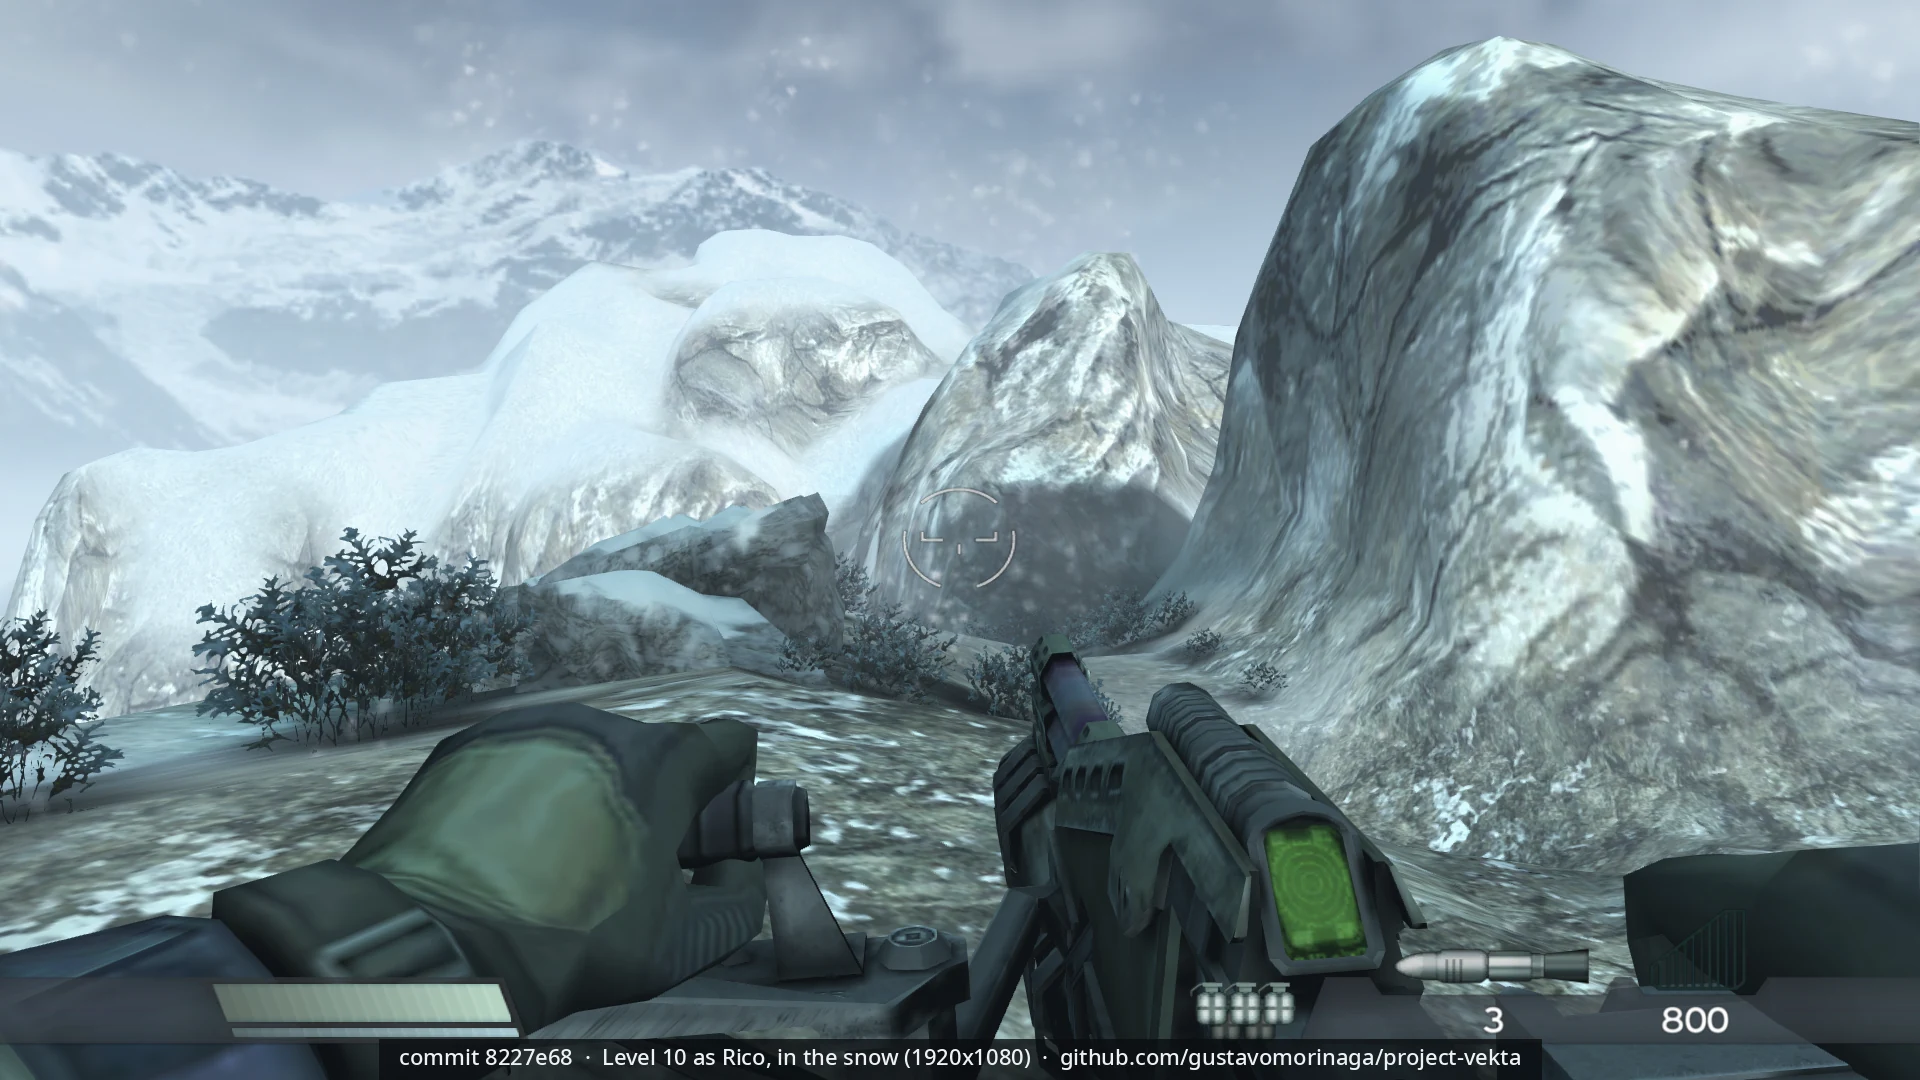 3
800
commit 8227e68 · Level 10 as Rico, in the snow (1920x1080) · github.com/gustavomorinaga/project-vekta